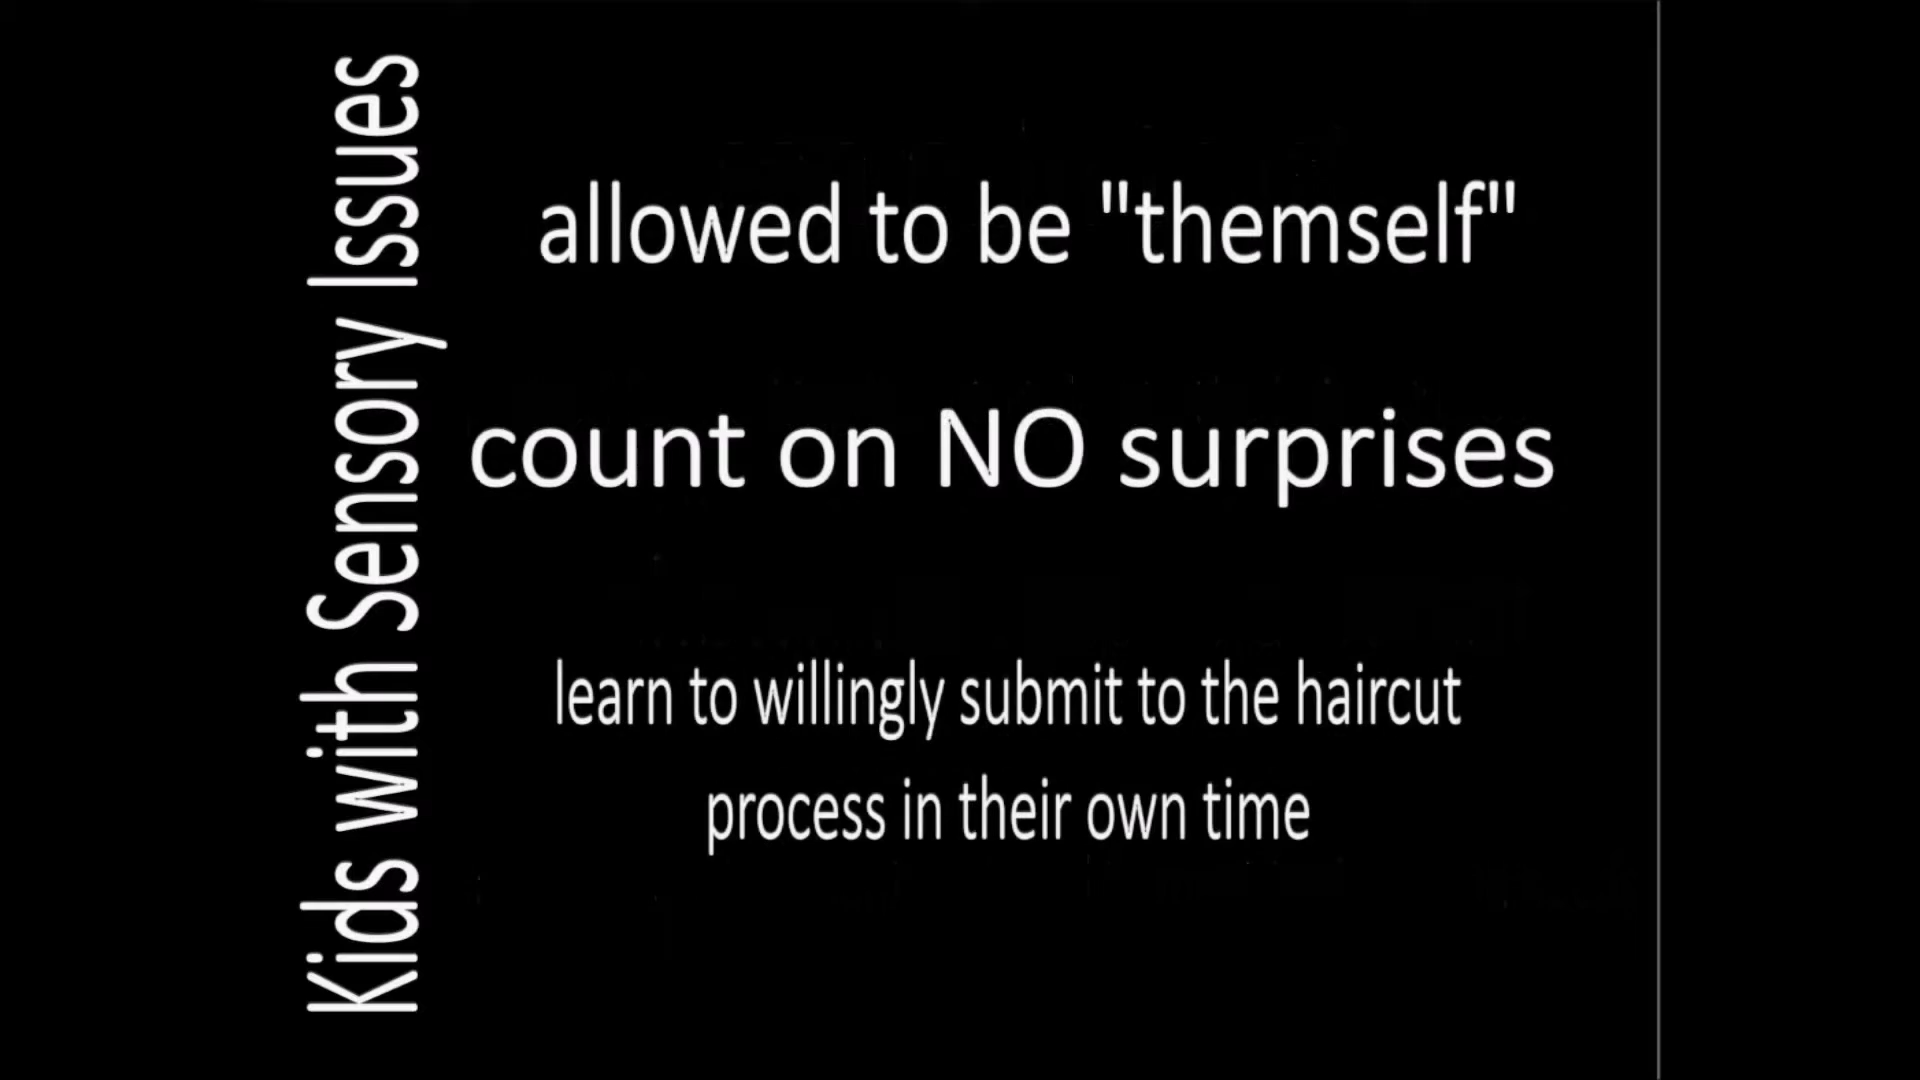 Kids with Sensory Issues
allowed to be "themself"
count on NO surprises
learn to willingly submit to the haircut
process in their own time